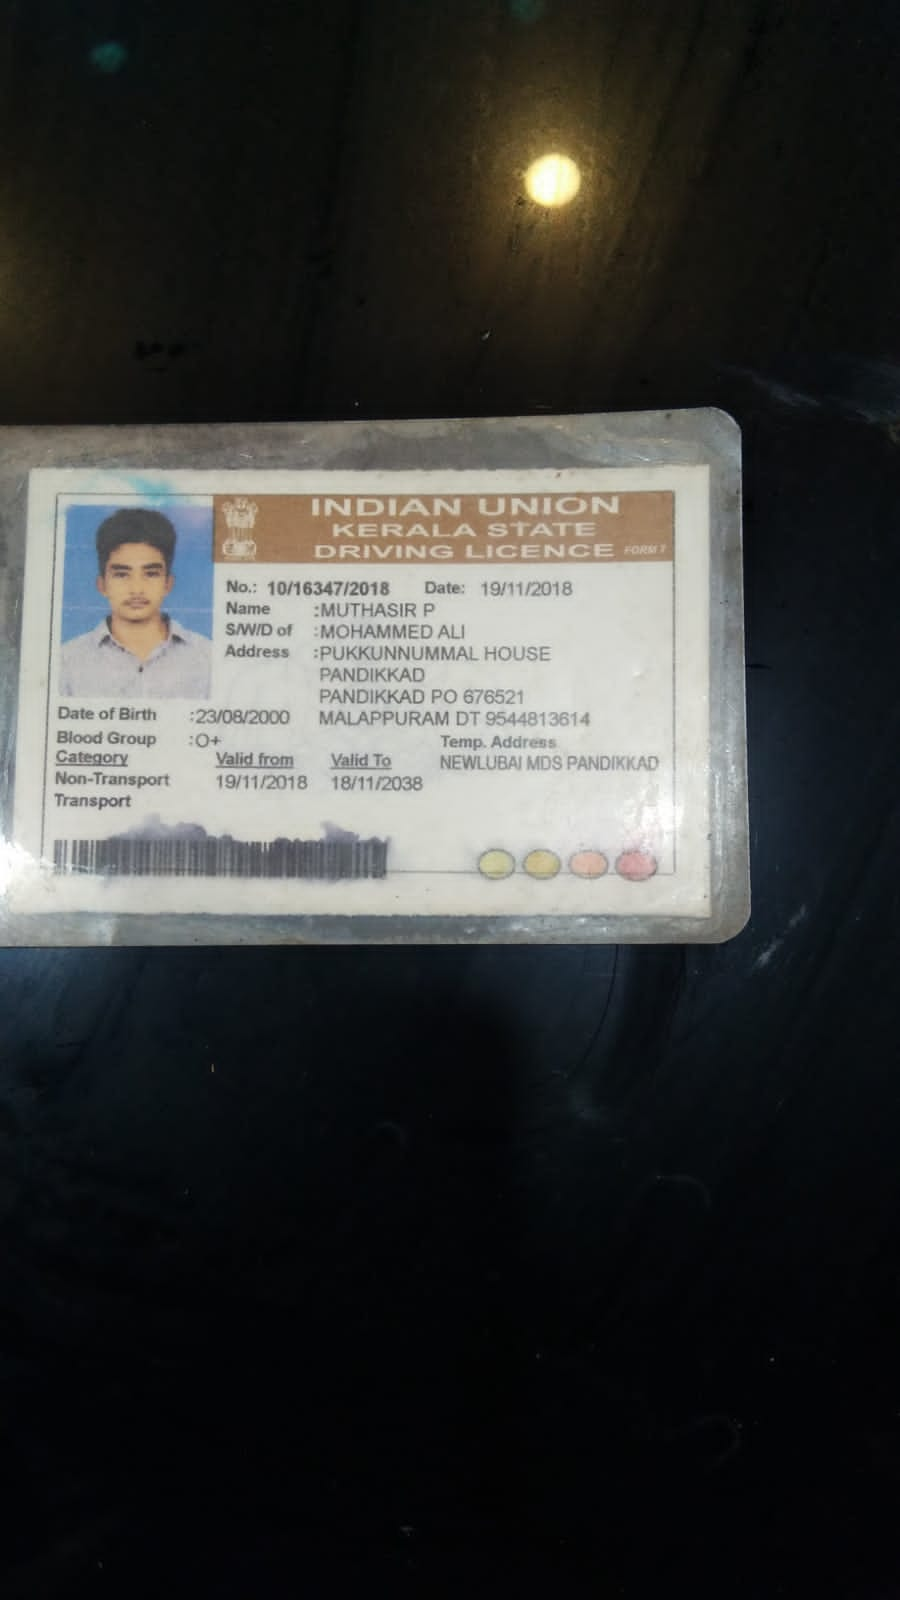 INDIAN UNION
KERALA STATE
DRIVING LICENCE FORM 7
No.: 10/16347/2018 Date: 19/11/2018
Name :MUTHASIR P
S/W/D of :MOHAMMED ALI
Address :PUKKUNNUMMAL HOUSE
PANDIKKAD
PANDIKKAD PO 676521
Date of Birth :23/08/2000 MALAPPURAM DT 9544813614
Blood Group :O+ Temp. Address
Category Valid from Valid To NEWLUBAI MDS PANDIKKAD
Non-Transport 19/11/2018 18/11/2038
Transport